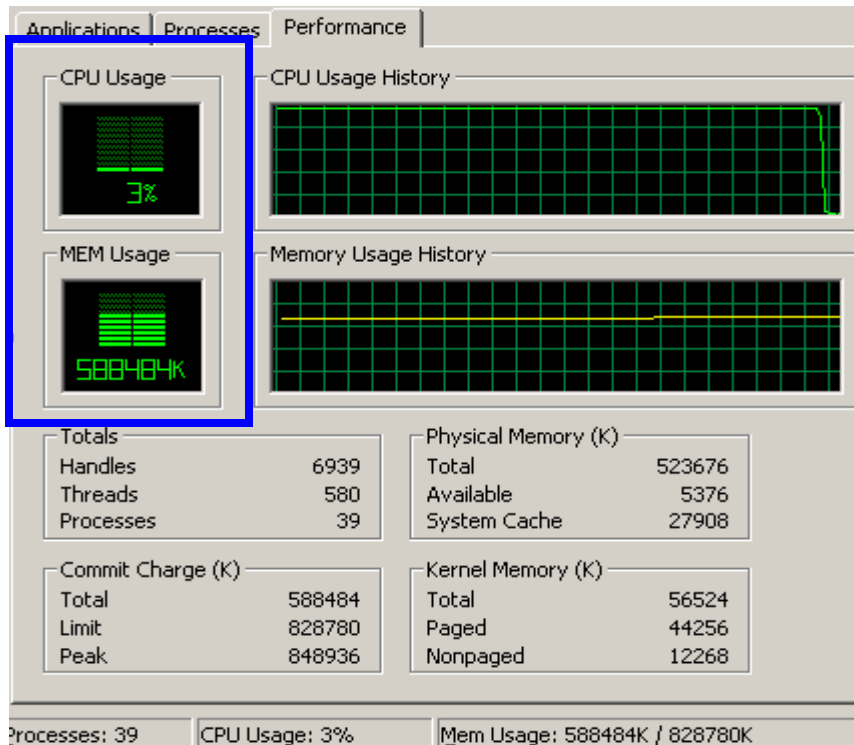 Applications Processes Performance
CPU Usage CPU Usage History
3%
MEM Usage Memory Usage History
588484K
Totals Physical Memory (K)
Handles 6939 Total 523676
Threads 580 Available 5376
Processes 39 System Cache 27908
Commit Charge (K) Kernel Memory (K)
Total 588484 Total 56524
Limit 828780 Paged 44256
Peak 848936 Nonpaged 12268
Processes: 39 CPU Usage: 3% Mem Usage: 588484K / 828780K